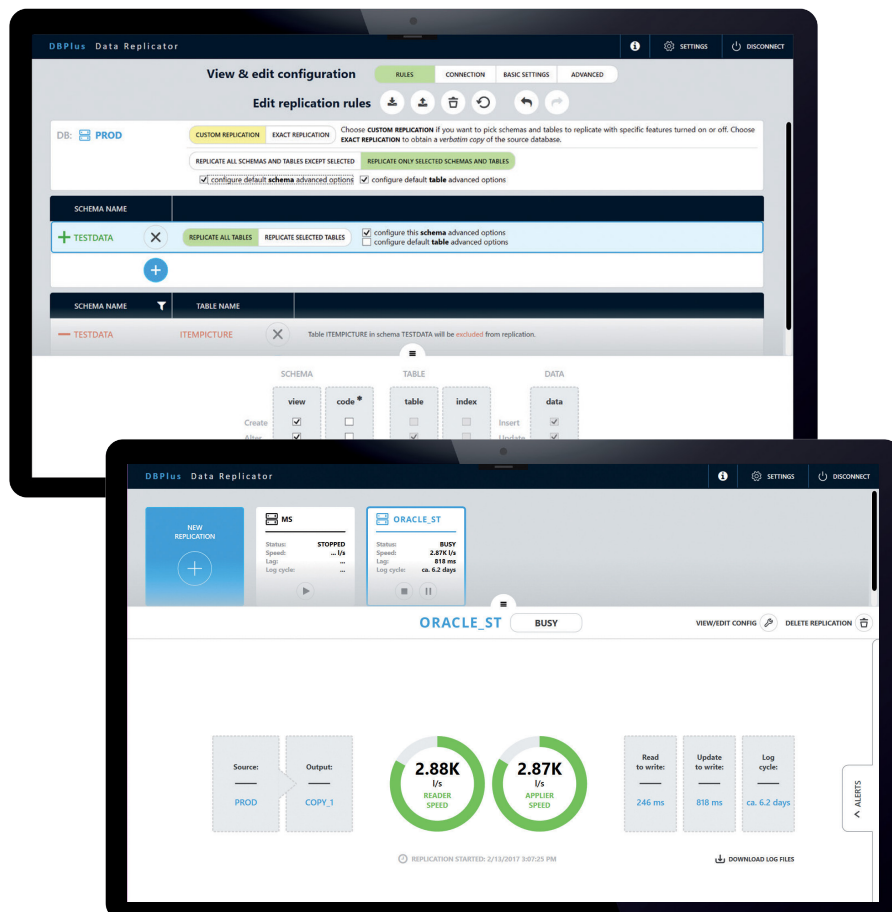 DBPlus Data Replicator
SETTINGS
DISCONNECT
View & edit configuration
RULES
CONNECTION
BASIC SETTINGS
ADVANCED
Edit replication rules
DB: PROD
CUSTOM REPLICATION
EXACT REPLICATION
Choose CUSTOM REPLICATION if you want to pick schemas and tables to replicate with specific features turned on or off. Choose
EXACT REPLICATION to obtain a verbatim copy of the source database.
REPLICATE ALL SCHEMAS AND TABLES EXCEPT SELECTED
REPLICATE ONLY SELECTED SCHEMAS AND TABLES
configure default schema advanced options
configure default table advanced options
SCHEMA NAME
TESTDATA
REPLICATE ALL TABLES
REPLICATE SELECTED TABLES
configure this schema advanced options
configure default table advanced options
SCHEMA NAME
TABLE NAME
TESTDATA
ITEMPICTURE
Table ITEMPICTURE in schema TESTDATA will be excluded from replication.
SCHEMA
TABLE
DATA
view
code *
table
index
data
Create
Insert
Alter
Update
DBPlus Data Replicator
SETTINGS
DISCONNECT
NEW
REPLICATION
MS
Status: STOPPED
Speed: ... l/s
Lag: ...
Log cycle: ...
ORACLE_ST
Status: BUSY
Speed: 2.87K l/s
Lag: 818 ms
Log cycle: ca. 6.2 days
ORACLE_ST
BUSY
VIEW/EDIT CONFIG
DELETE REPLICATION
Source:
PROD
Output:
COPY_1
2.88K
l/s
READER
SPEED
2.87K
l/s
APPLIER
SPEED
Read
to write:
246 ms
Update
to write:
818 ms
Log
cycle:
ca. 6.2 days
ALERTS
REPLICATION STARTED: 2/13/2017 3:07:25 PM
DOWNLOAD LOG FILES